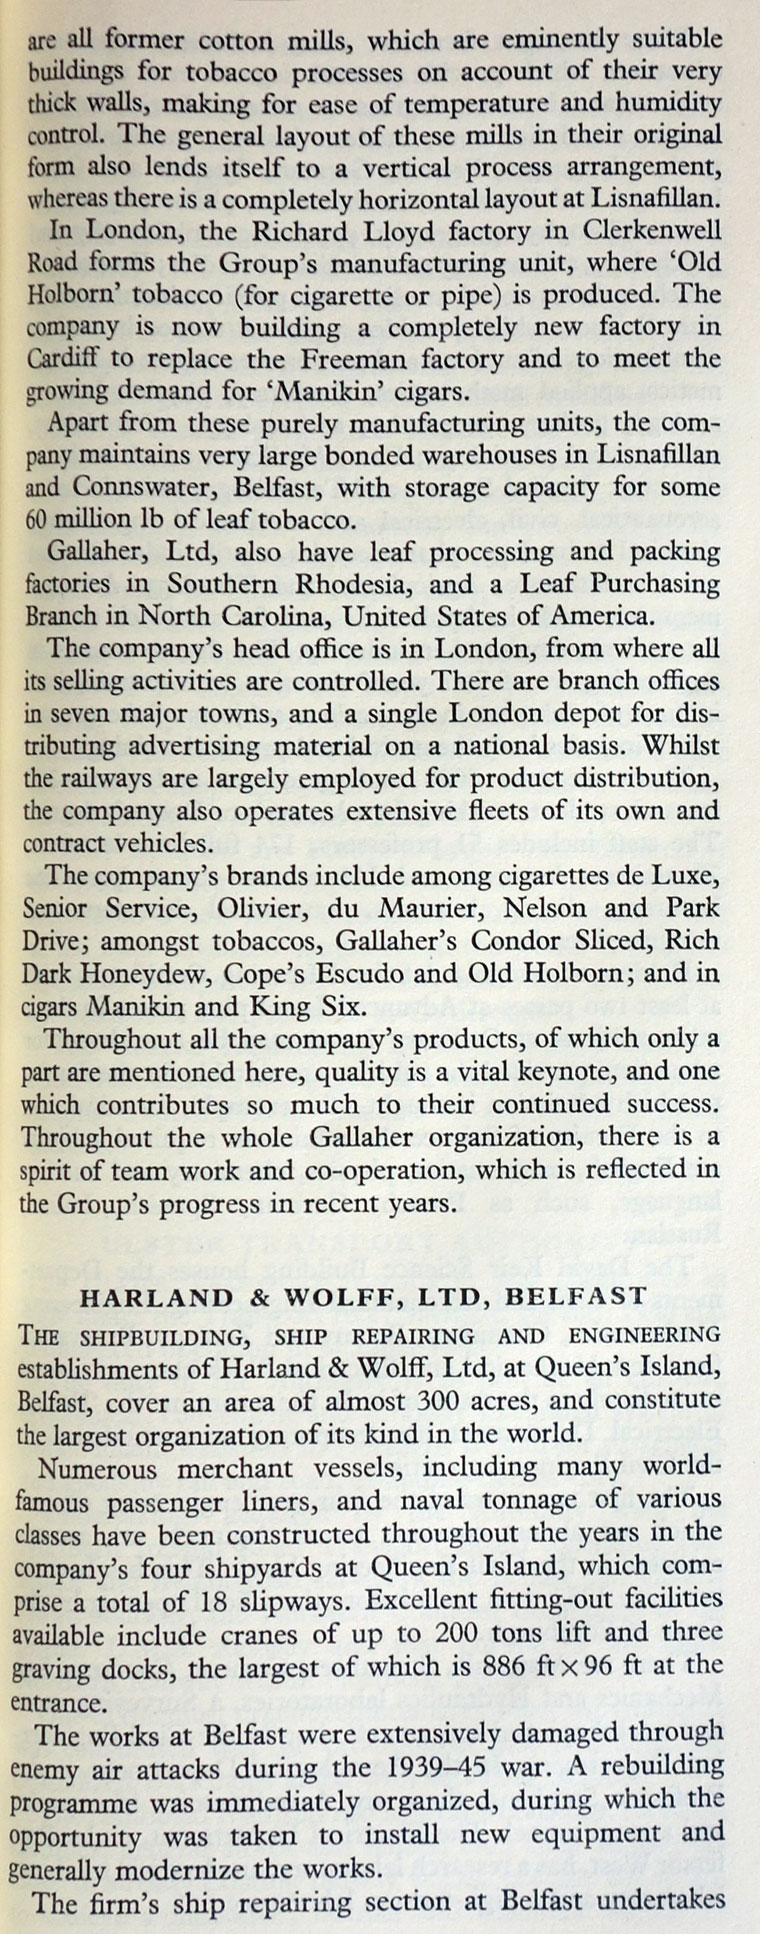 are all former cotton mills, which are eminently suitable
buildings for tobacco processes on account of their very
thick walls, making for ease of temperature and humidity
control. The general layout of these mills in their original
form also lends itself to a vertical process arrangement,
whereas there is a completely horizontal layout at Lisnafillan.
In London, the Richard Lloyd factory in Clerkenwell
Road forms the Group's manufacturing unit, where 'Old
Holborn' tobacco (for cigarette or pipe) is produced. The
company is now building a completely new factory in
Cardiff to replace the Freeman factory and to meet the
growing demand for 'Manikin' cigars.
Apart from these purely manufacturing units, the com-
pany maintains very large bonded warehouses in Lisnafillan
and Connswater, Belfast, with storage capacity for some
60 million lb of leaf tobacco.
Gallaher, Ltd, also have leaf processing and packing
factories in Southern Rhodesia, and a Leaf Purchasing
Branch in North Carolina, United States of America.
The company's head office is in London, from where all
its selling activities are controlled. There are branch offices
in seven major towns, and a single London depot for dis-
tributing advertising material on a national basis. Whilst
the railways are largely employed for product distribution,
the company also operates extensive fleets of its own and
contract vehicles.
The company's brands include among cigarettes de Luxe,
Senior Service, Olivier, du Maurier, Nelson and Park
Drive; amongst tobaccos, Gallaher's Condor Sliced, Rich
Dark Honeydew, Cope's Escudo and Old Holborn; and in
cigars Manikin and King Six.
Throughout all the company's products, of which only a
part are mentioned here, quality is a vital keynote, and one
which contributes so much to their continued success.
Throughout the whole Gallaher organization, there is a
spirit of team work and co-operation, which is reflected in
the Group's progress in recent years.
HARLAND & WOLFF, LTD, BELFAST
THE SHIPBUILDING, SHIP REPAIRING AND ENGINEERING
establishments of Harland & Wolff, Ltd, at Queen's Island,
Belfast, cover an area of almost 300 acres, and constitute
the largest organization of its kind in the world.
Numerous merchant vessels, including many world-
famous passenger liners, and naval tonnage of various
classes have been constructed throughout the years in the
company's four shipyards at Queen's Island, which com-
prise a total of 18 slipways. Excellent fitting-out facilities
available include cranes of up to 200 tons lift and three
graving docks, the largest of which is 886 ft × 96 ft at the
entrance.
The works at Belfast were extensively damaged through
enemy air attacks during the 1939–45 war. A rebuilding
programme was immediately organized, during which the
opportunity was taken to install new equipment and
generally modernize the works.
The firm's ship repairing section at Belfast undertakes